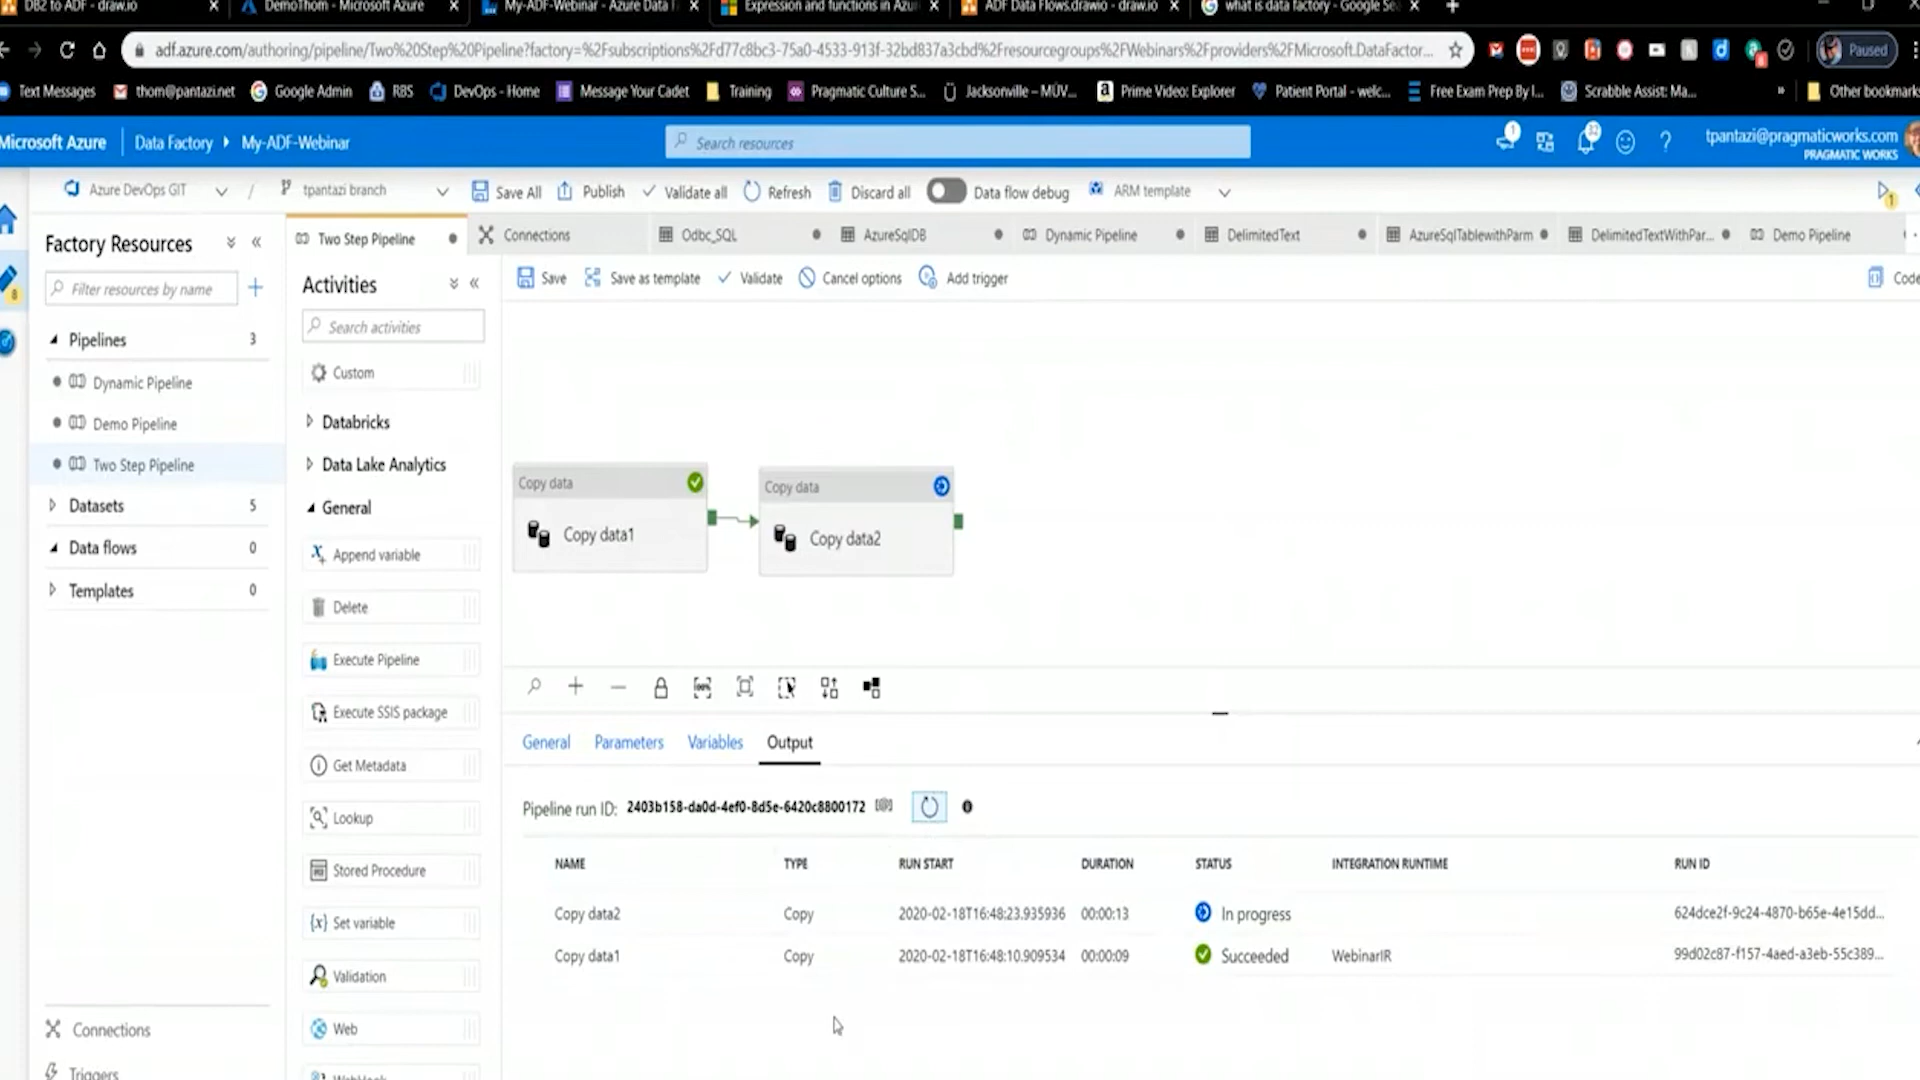 DB2 to ADF - draw.io
DemoThom - Microsoft Azure
My-ADF-Webinar - Azure Data F
Expression and functions in Azur
ADF Data Flows.drawio - draw.io
what is data factory - Google Se
adf.azure.com/authoring/pipeline/Two%20Step%20Pipeline?factory=%2Fsubscriptions%2Fd77c8bc3-75a0-4533-913f-32bd837a3cbd%2Fresourcegroups%2FWebinars%2Fproviders%2FMicrosoft.DataFactor...
Paused
Text Messages
thom@pantazi.net
Google Admin
RBS
DevOps - Home
Message Your Cadet
Training
Pragmatic Culture S...
Jacksonville – MÜV...
Prime Video: Explorer
Patient Portal - welc...
Free Exam Prep By I...
Scrabble Assist: Ma...
»
Other bookmarks
Microsoft Azure
Data Factory
My-ADF-Webinar
Search resources
tpantazi@pragmaticworks.com
PRAGMATIC WORKS
Azure DevOps GIT
/
tpantazi branch
Save All
Publish
Validate all
Refresh
Discard all
Data flow debug
ARM template
Factory Resources
Two Step Pipeline
Connections
Odbc_SQL
AzureSqlDB
Dynamic Pipeline
DelimitedText
AzureSqlTablewithParm
DelimitedTextWithPar...
Demo Pipeline
Filter resources by name
Activities
Save
Save as template
Validate
Cancel options
Add trigger
Code
Search activities
Pipelines 3
Dynamic Pipeline
Demo Pipeline
Two Step Pipeline
Datasets 5
Data flows 0
Templates 0
Connections
Triggers
Custom
Databricks
Data Lake Analytics
General
Append variable
Delete
Execute Pipeline
Execute SSIS package
Get Metadata
Lookup
Stored Procedure
Set variable
Validation
Web
WebHook
Copy data
Copy data1
Copy data
Copy data2
General
Parameters
Variables
Output
Pipeline run ID: 2403b158-da0d-4ef0-8d5e-6420c8800172
NAME TYPE RUN START DURATION STATUS INTEGRATION RUNTIME RUN ID
Copy data2 Copy 2020-02-18T16:48:23.935936 00:00:13 In progress 624dce2f-9c24-4870-b65e-4e15dd...
Copy data1 Copy 2020-02-18T16:48:10.909534 00:00:09 Succeeded WebinarIR 99d02c87-f157-4aed-a3eb-55c389...